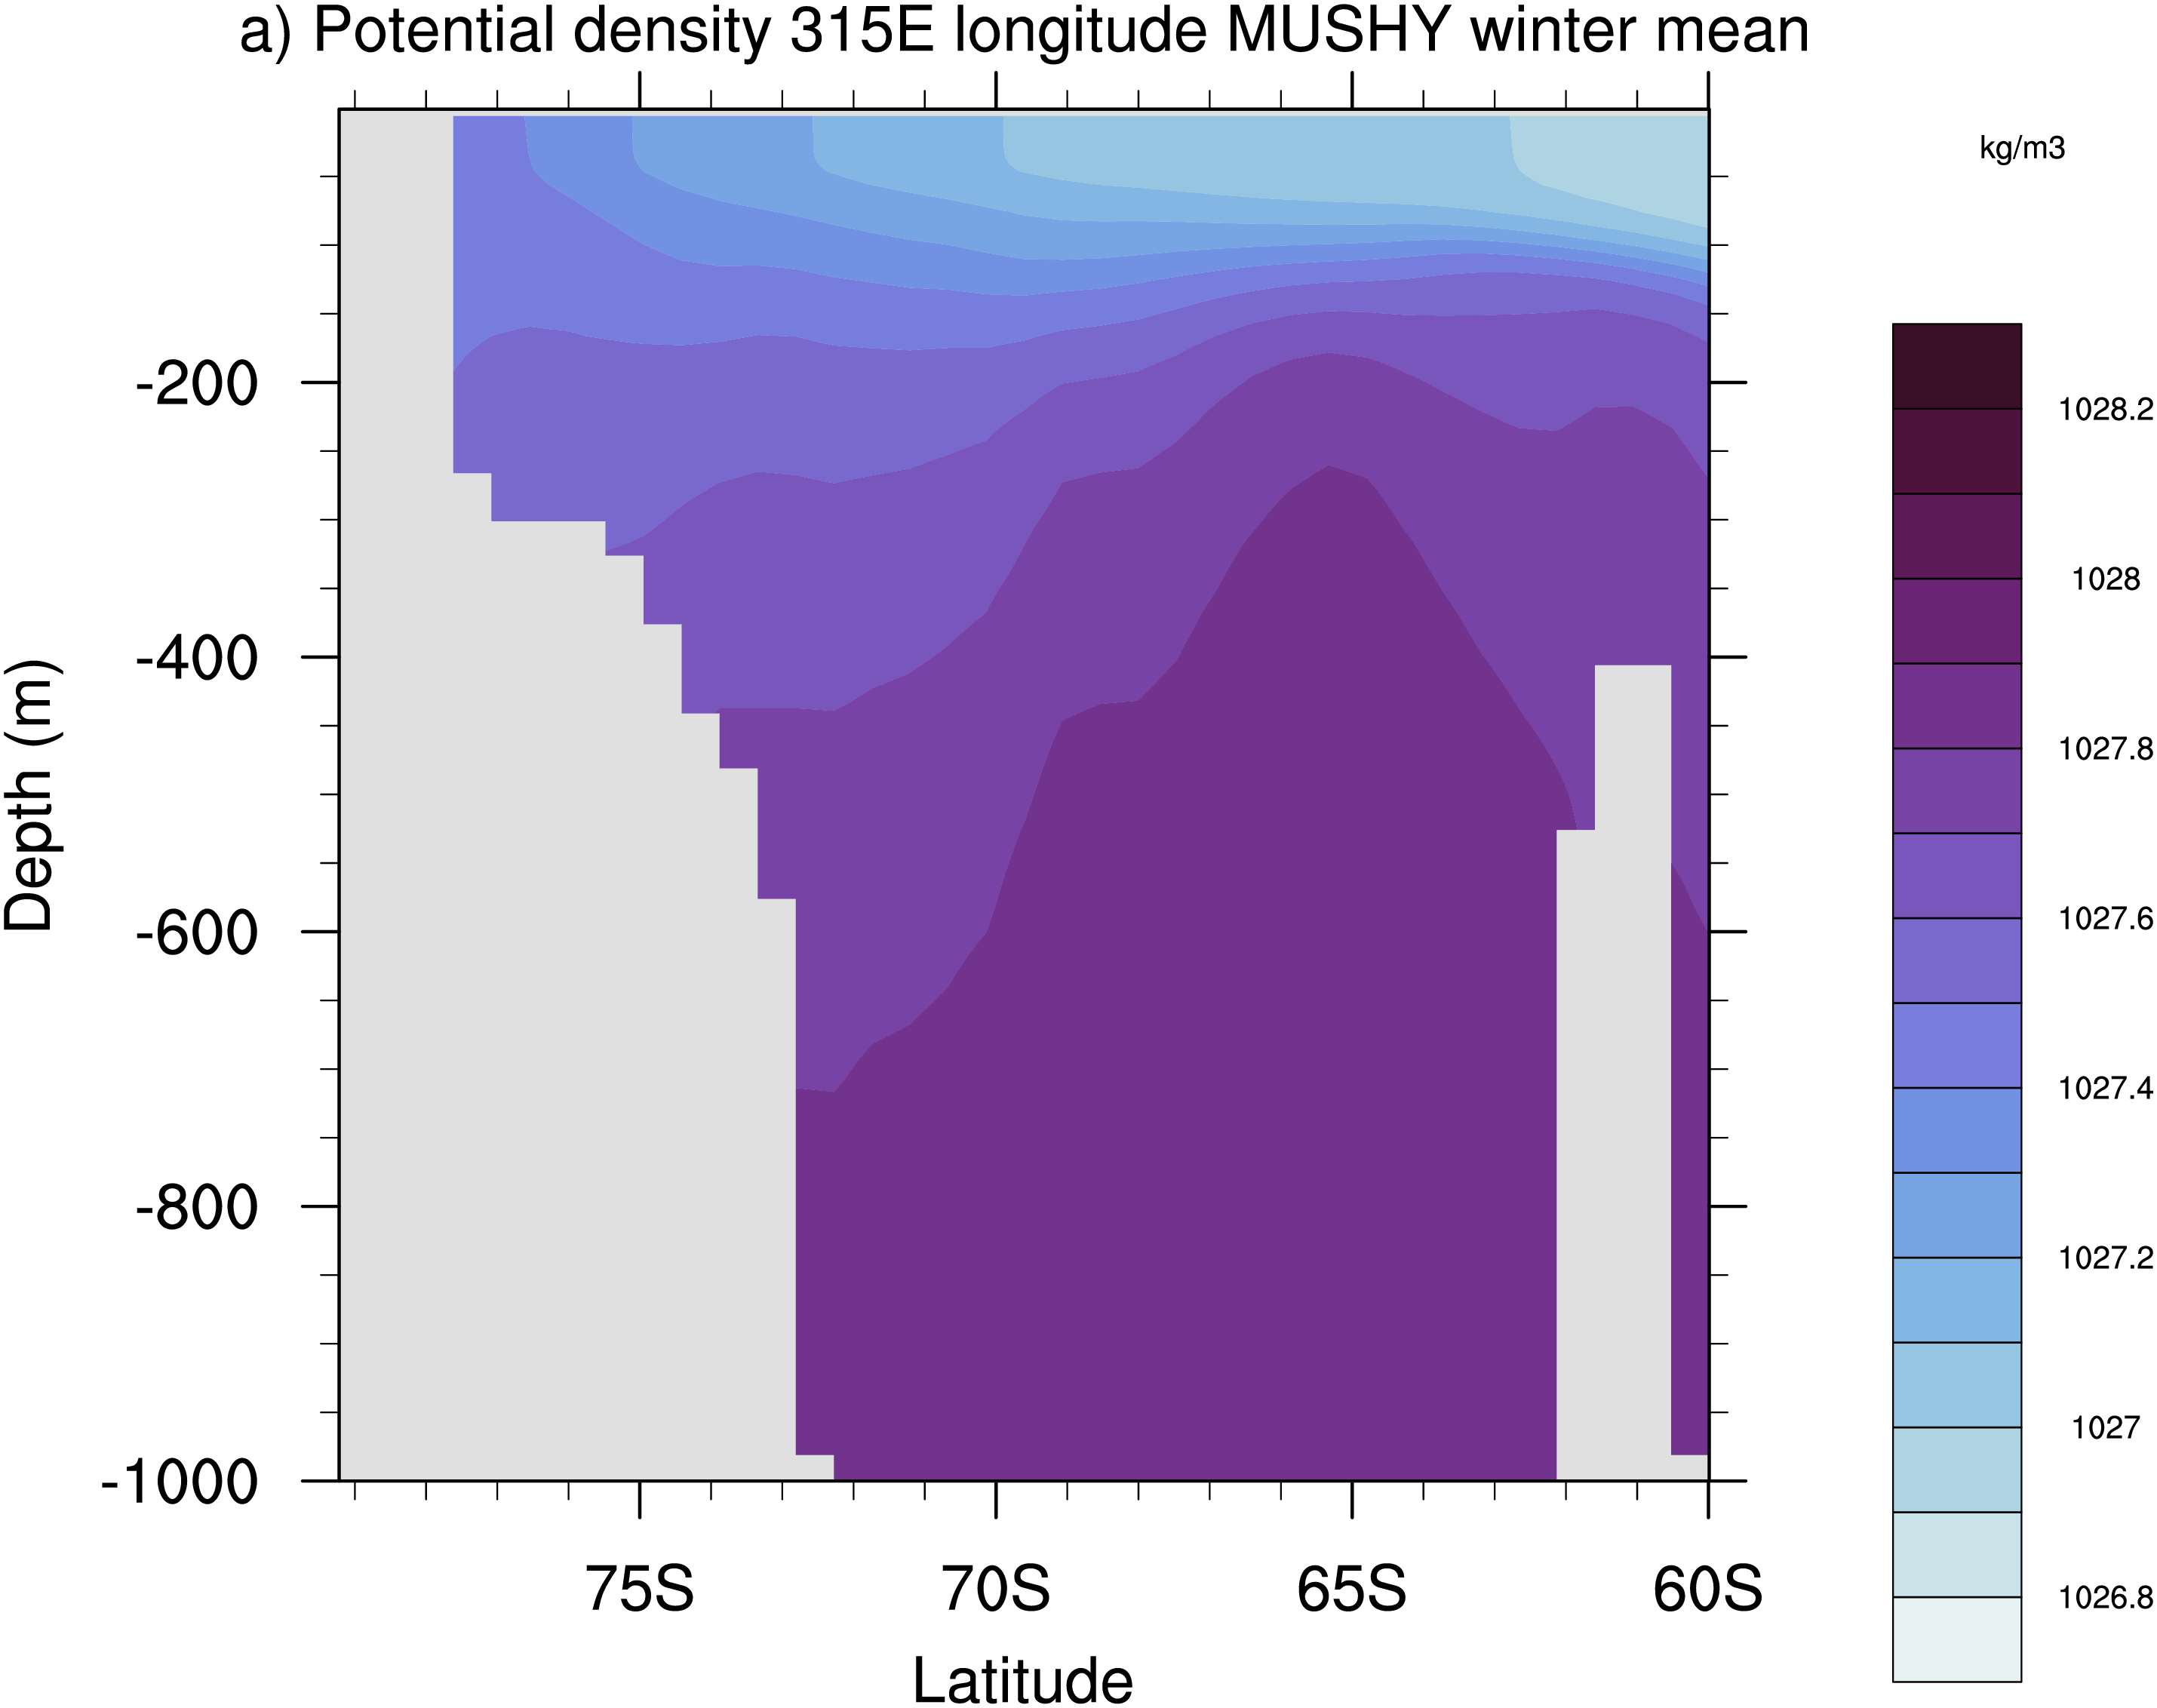 a) Potential density 315E longitude MUSHY winter mean
kg/m3
Depth (m)
-200
-400
-600
-800
-1000
75S
70S
65S
60S
Latitude
1028.2
1028
1027.8
1027.6
1027.4
1027.2
1027
1026.8